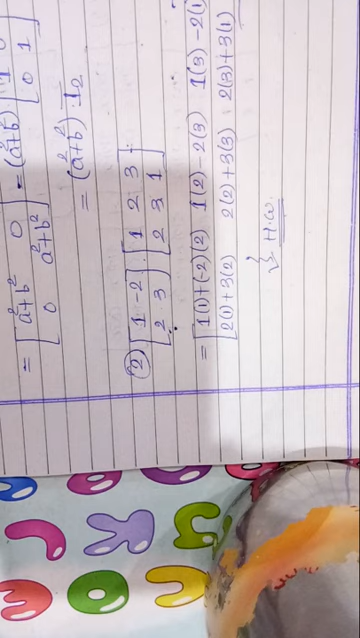 = [a²+b² 0] = (a²+b²) [1 0]
[0 a²+b²] [0 1]
= (a²+b²) I₂
(2) [1 -2] [1 2 3]
[2 3] [2 3 1]
= [1(1)+(-2)(2) 1(2)-2(3) 1(3)-2(1)
[2(1)+3(2) 2(2)+3(3) 2(3)+3(1)
} H.W.